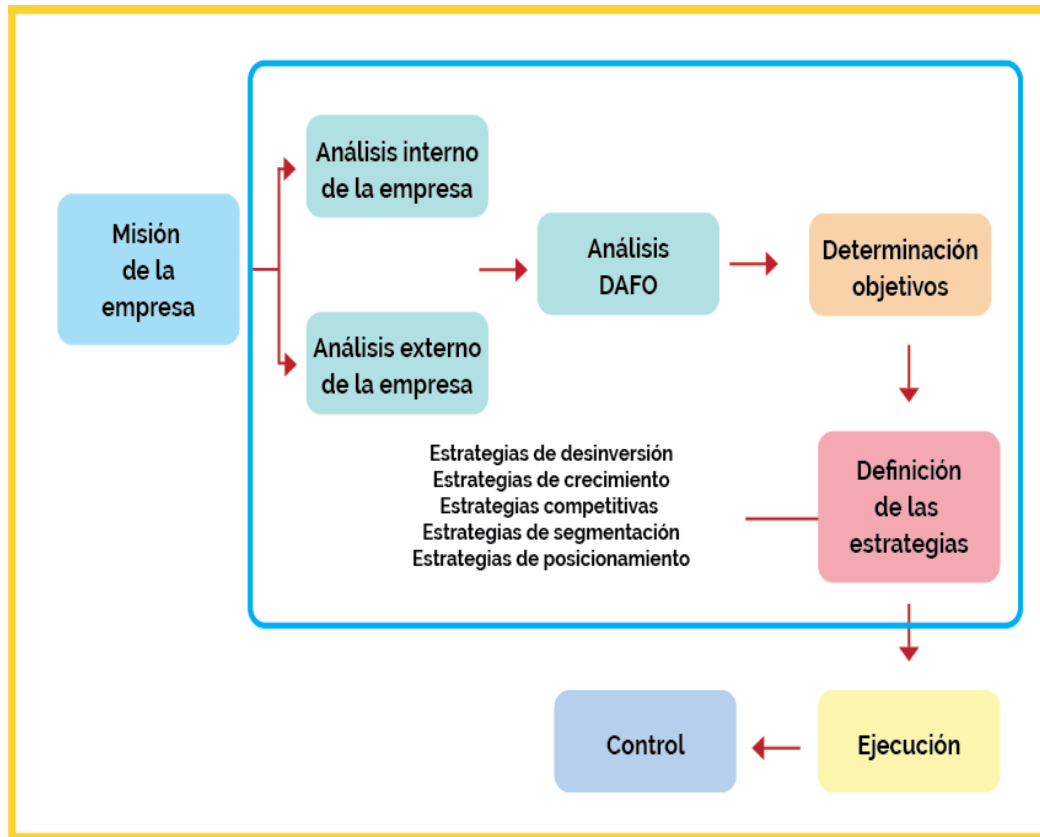 Análisis interno
de la empresa
Misión
de la
empresa
Análisis externo
de la empresa
Análisis
DAFO
Determinación
objetivos
Estrategias de desinversión
Estrategias de crecimiento
Estrategias competitivas
Estrategias de segmentación
Estrategias de posicionamiento
Definición
de las
estrategias
Control
Ejecución